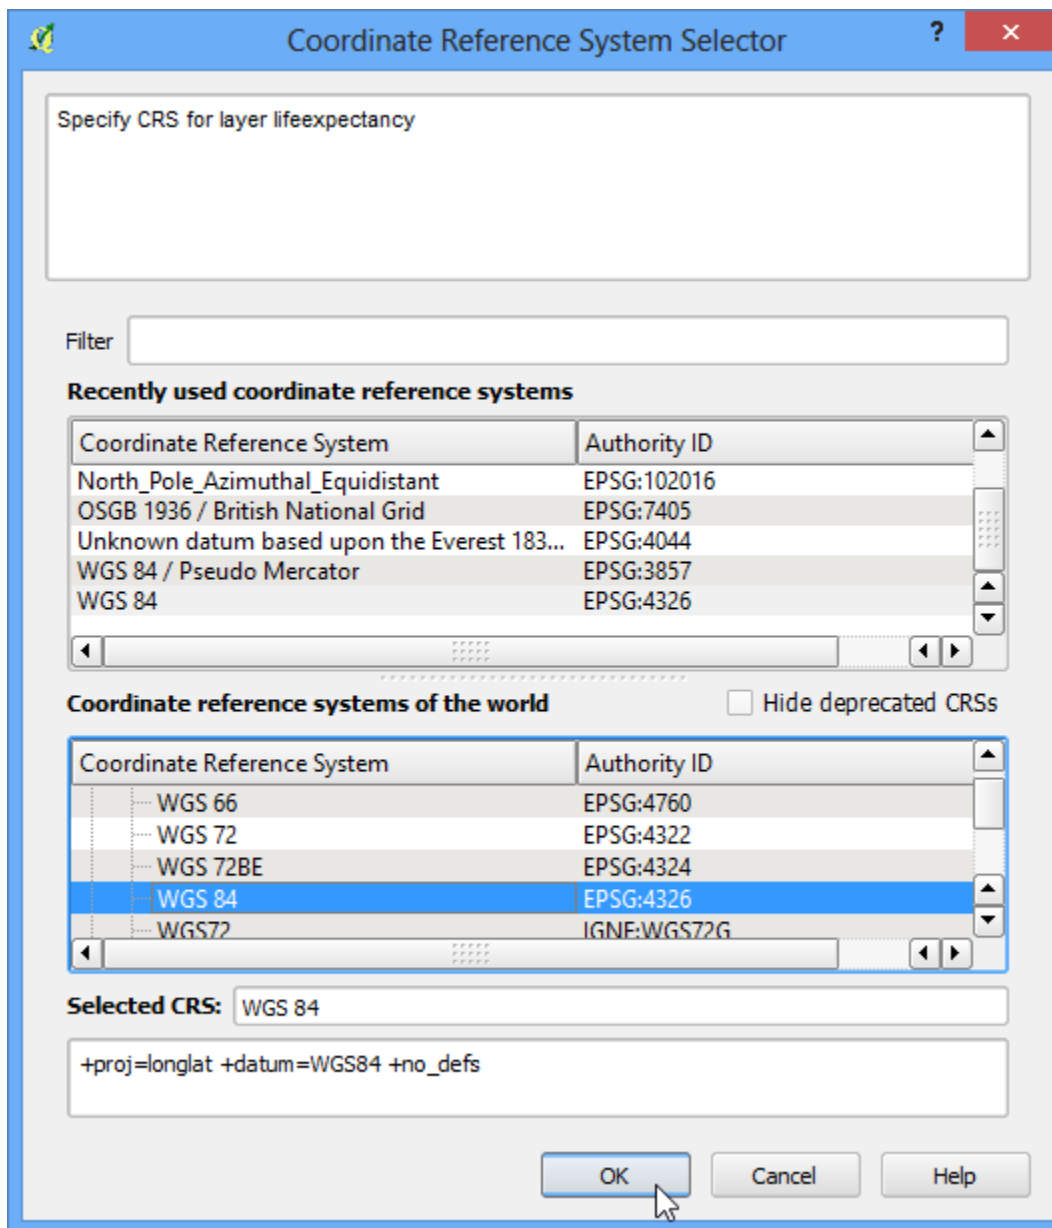 Coordinate Reference System Selector ?
Specify CRS for layer lifeexpectancy
Filter
Recently used coordinate reference systems
Coordinate Reference System Authority ID
North_Pole_Azimuthal_Equidistant EPSG:102016
OSGB 1936 / British National Grid EPSG:7405
Unknown datum based upon the Everest 183... EPSG:4044
WGS 84 / Pseudo Mercator EPSG:3857
WGS 84 EPSG:4326
Coordinate reference systems of the world Hide deprecated CRSs
Coordinate Reference System Authority ID
WGS 66 EPSG:4760
WGS 72 EPSG:4322
WGS 72BE EPSG:4324
WGS 84 EPSG:4326
WGS72 IGNF:WGS72G
Selected CRS: WGS 84
+proj=longlat +datum=WGS84 +no_defs
OK Cancel Help